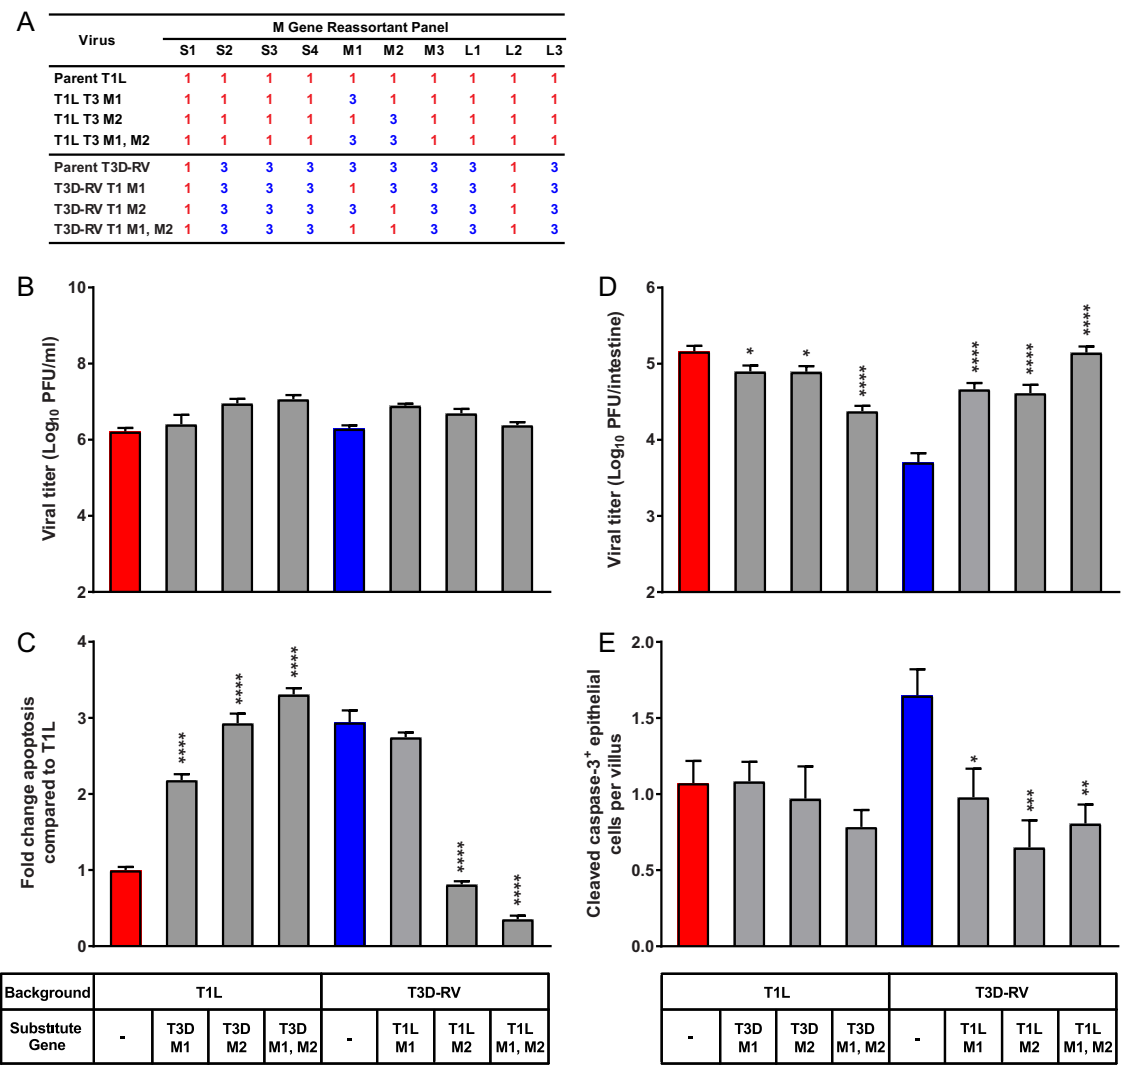 A
Virus
M Gene Reassortant Panel
S1 S2 S3 S4 M1 M2 M3 L1 L2 L3
Parent T1L 1 1 1 1 1 1 1 1 1 1
T1L T3 M1 1 1 1 1 3 1 1 1 1 1
T1L T3 M2 1 1 1 1 1 3 1 1 1 1
T1L T3 M1, M2 1 1 1 1 3 3 1 1 1 1
Parent T3D-RV 1 3 3 3 3 3 3 3 1 3
T3D-RV T1 M1 1 3 3 3 1 3 3 3 1 3
T3D-RV T1 M2 1 3 3 3 3 1 3 3 1 3
T3D-RV T1 M1, M2 1 3 3 3 1 1 3 3 1 3
B
Viral titer (Log10 PFU/ml)
10
8
6
4
2
D
Viral titer (Log10 PFU/intestine)
6
5
4
3
2
* * **** **** **** ****
C
Fold change apoptosis
compared to T1L
4
3
2
1
0
**** **** **** **** ****
E
Cleaved caspase-3+ epithelial
cells per villus
2.0
1.5
1.0
0.5
0.0
* *** **
Background T1L T3D-RV
Substitute
Gene
- T3D
M1
T3D
M2
T3D
M1, M2
- T1L
M1
T1L
M2
T1L
M1, M2
T1L T3D-RV
- T3D
M1
T3D
M2
T3D
M1, M2
- T1L
M1
T1L
M2
T1L
M1, M2